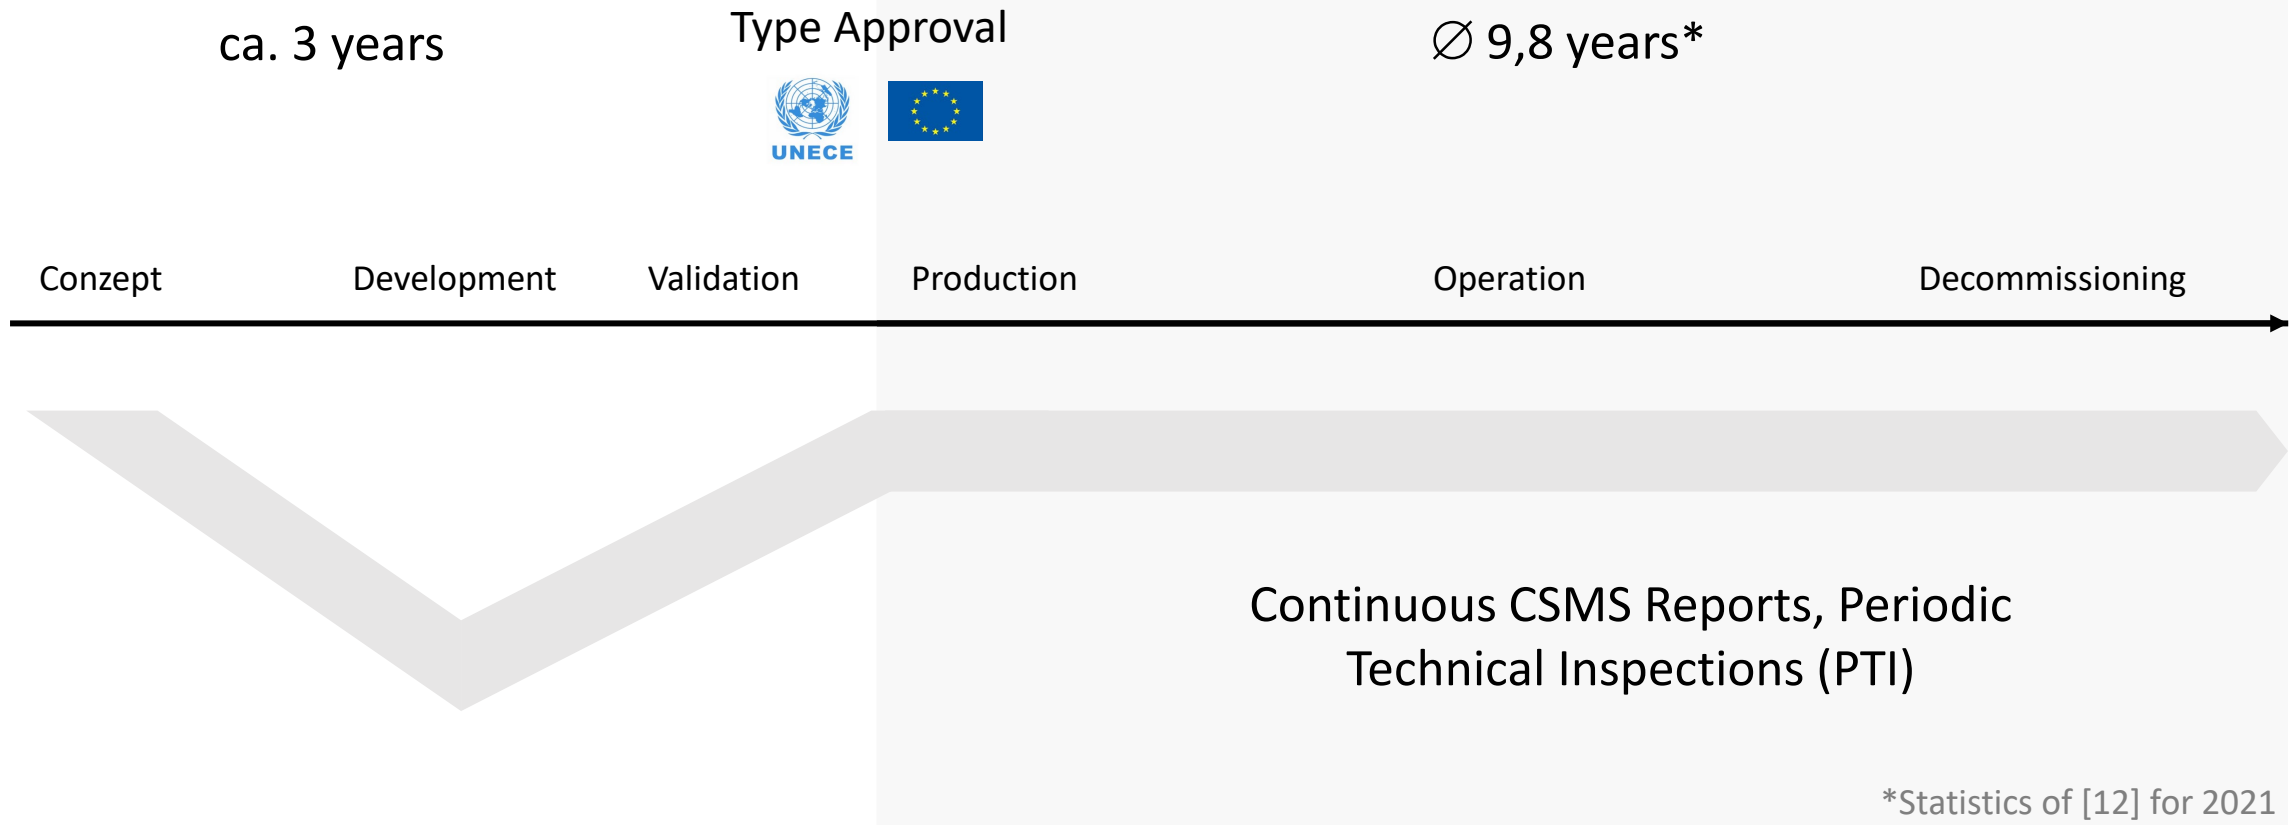 ca. 3 years
Type Approval
∅ 9,8 years*
UNECE
Conzept
Development
Validation
Production
Operation
Decommissioning
Continuous CSMS Reports, Periodic
Technical Inspections (PTI)
*Statistics of [12] for 2021